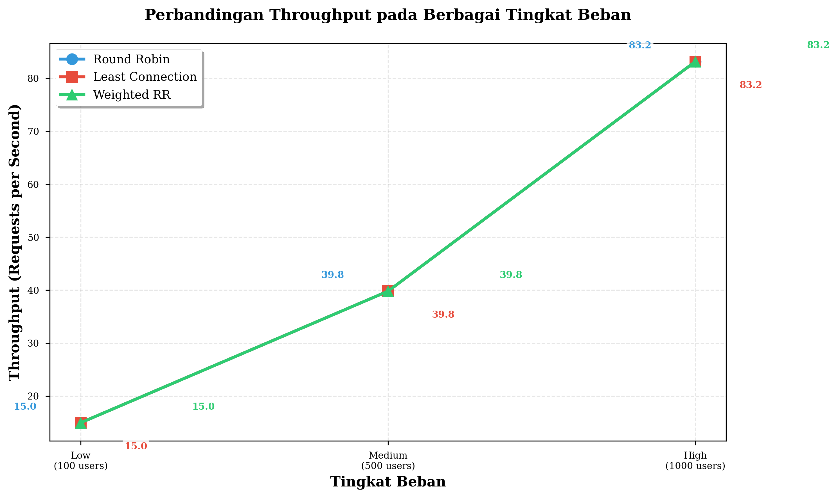 Perbandingan Throughput pada Berbagai Tingkat Beban
Round Robin
Least Connection
Weighted RR
Throughput (Requests per Second)
80
70
60
50
40
30
20
83.2
83.2
83.2
39.8
39.8
39.8
15.0
15.0
15.0
Low
(100 users)
Medium
(500 users)
High
(1000 users)
Tingkat Beban